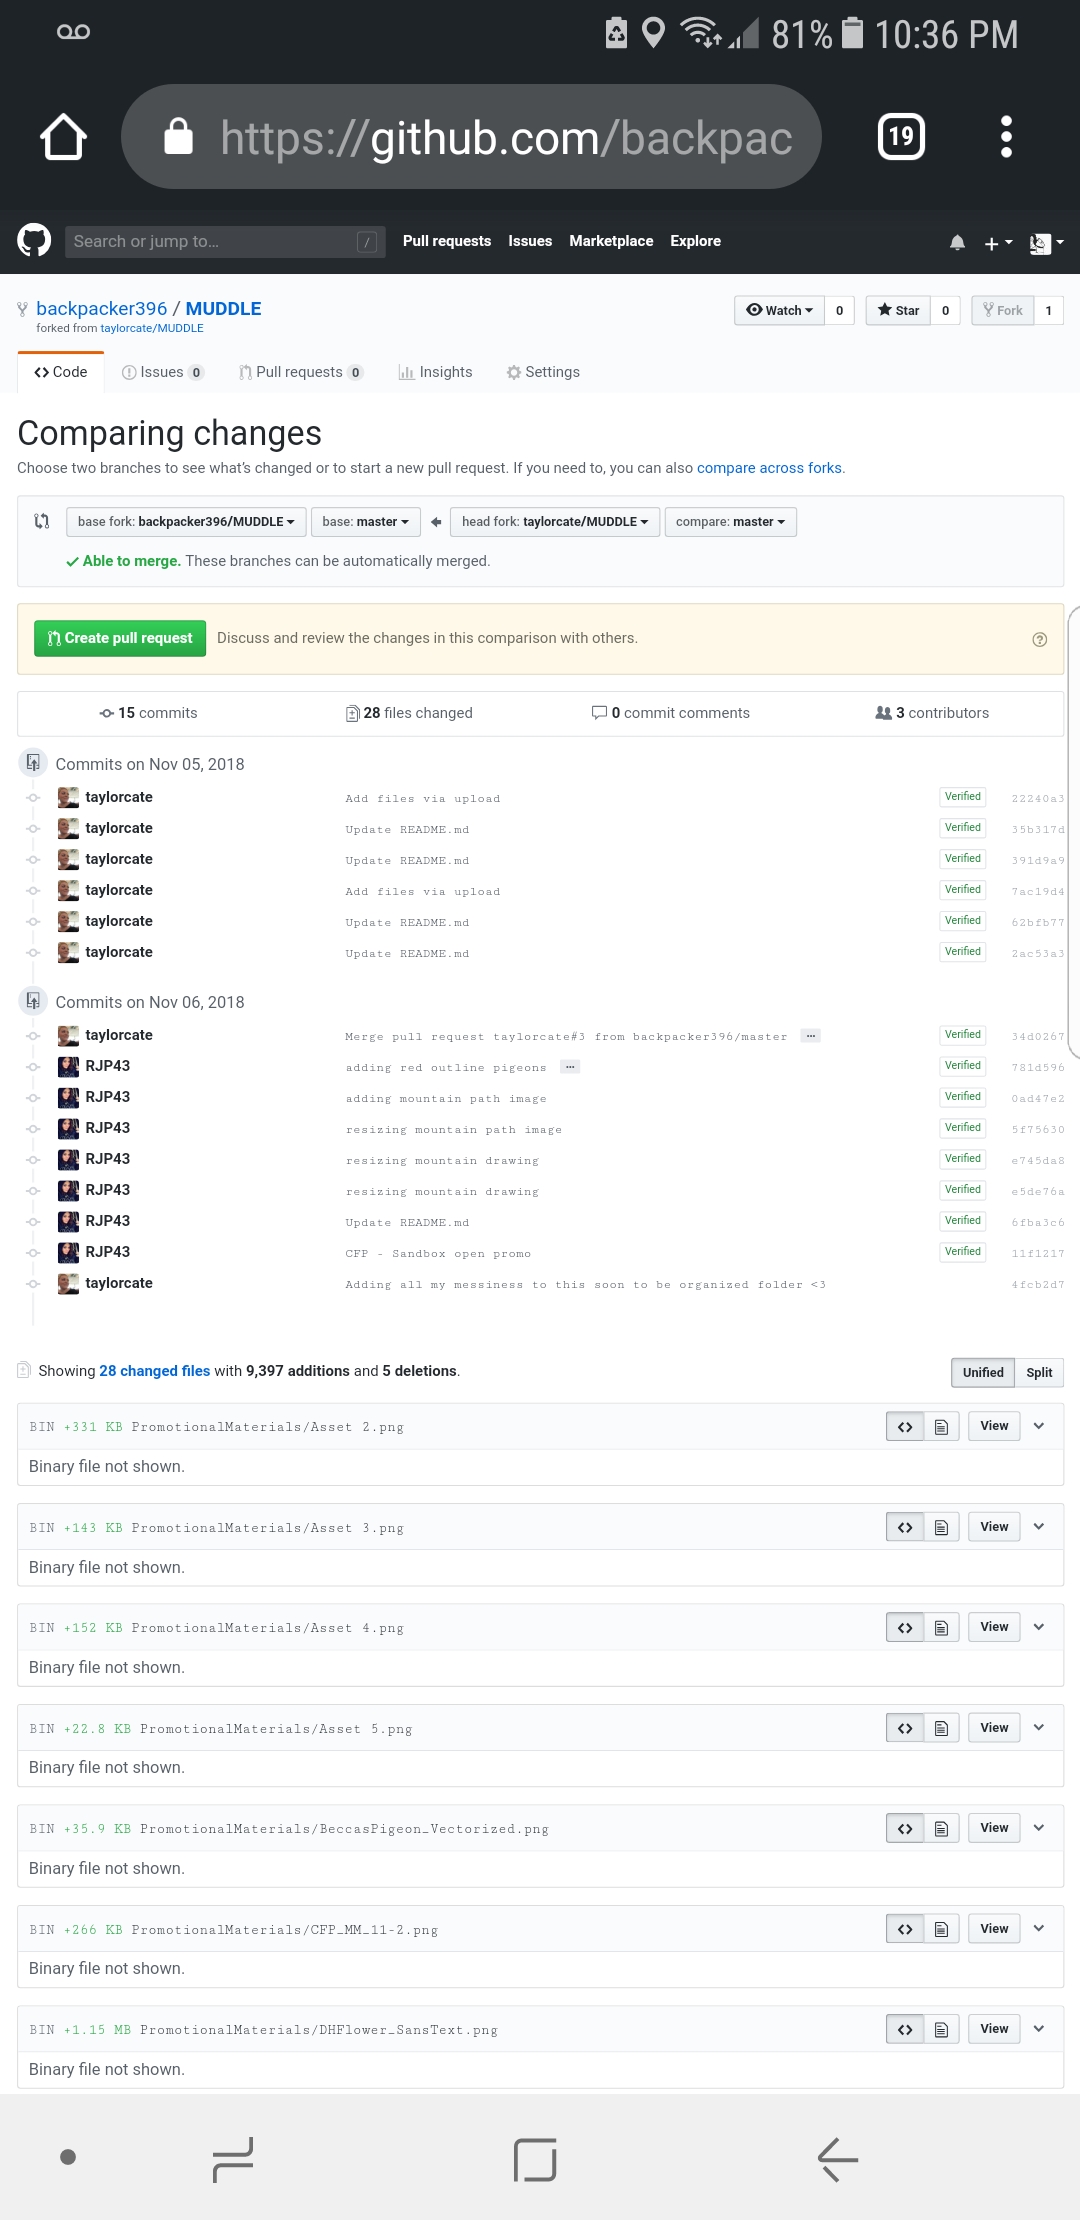 81% 10:36 PM
https://github.com/backpac
19
Search or jump to... / Pull requests Issues Marketplace Explore
backpacker396 / MUDDLE Watch 0 Star 0 Fork 1
forked from taylorcate/MUDDLE
Code Issues 0 Pull requests 0 Insights Settings
Comparing changes
Choose two branches to see what's changed or to start a new pull request. If you need to, you can also compare across forks.
base fork: backpacker396/MUDDLE base: master head fork: taylorcate/MUDDLE compare: master
Able to merge. These branches can be automatically merged.
Create pull request Discuss and review the changes in this comparison with others.
15 commits 28 files changed 0 commit comments 3 contributors
Commits on Nov 05, 2018
taylorcate Add files via upload Verified 22240a3
taylorcate Update README.md Verified 35b317d
taylorcate Update README.md Verified 391d9a9
taylorcate Add files via upload Verified 7ac19d4
taylorcate Update README.md Verified 62bfb77
taylorcate Update README.md Verified 2ac53a3
Commits on Nov 06, 2018
taylorcate Merge pull request taylorcate#3 from backpacker396/master ... Verified 34d0267
RJP43 adding red outline pigeons ... Verified 781d596
RJP43 adding mountain path image Verified 0ad47e2
RJP43 resizing mountain path image Verified 5f75630
RJP43 resizing mountain drawing Verified e745da8
RJP43 resizing mountain drawing Verified e5de76a
RJP43 Update README.md Verified 6fba3c6
RJP43 CFP - Sandbox open promo Verified 11f1217
taylorcate Adding all my messiness to this soon to be organized folder <3 4fcb2d7
Showing 28 changed files with 9,397 additions and 5 deletions. Unified Split
BIN +331 KB PromotionalMaterials/Asset 2.png View
Binary file not shown.
BIN +143 KB PromotionalMaterials/Asset 3.png View
Binary file not shown.
BIN +152 KB PromotionalMaterials/Asset 4.png View
Binary file not shown.
BIN +22.8 KB PromotionalMaterials/Asset 5.png View
Binary file not shown.
BIN +35.9 KB PromotionalMaterials/BeccasPigeon_Vectorized.png View
Binary file not shown.
BIN +266 KB PromotionalMaterials/CFP_MM_11-2.png View
Binary file not shown.
BIN +1.15 MB PromotionalMaterials/DHFlower_SansText.png View
Binary file not shown.